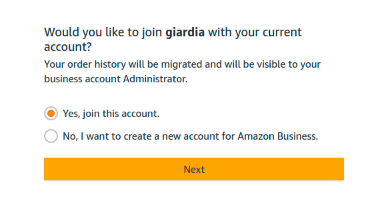 Would you like to join giardia with your current
account?
Your order history will be migrated and will be visible to your
business account Administrator.
Yes, join this account.
No, I want to create a new account for Amazon Business.
Next